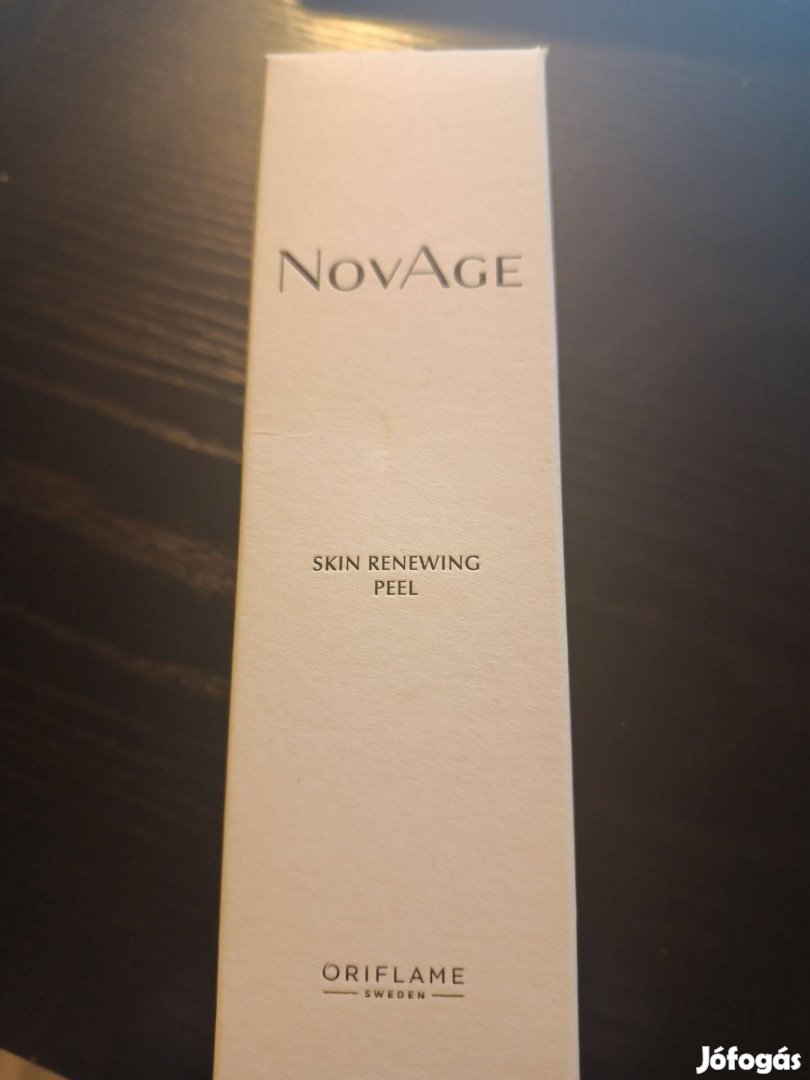 NOVAGE
SKIN RENEWING
PEEL
ORIFLAME
SWEDEN
Jófogás